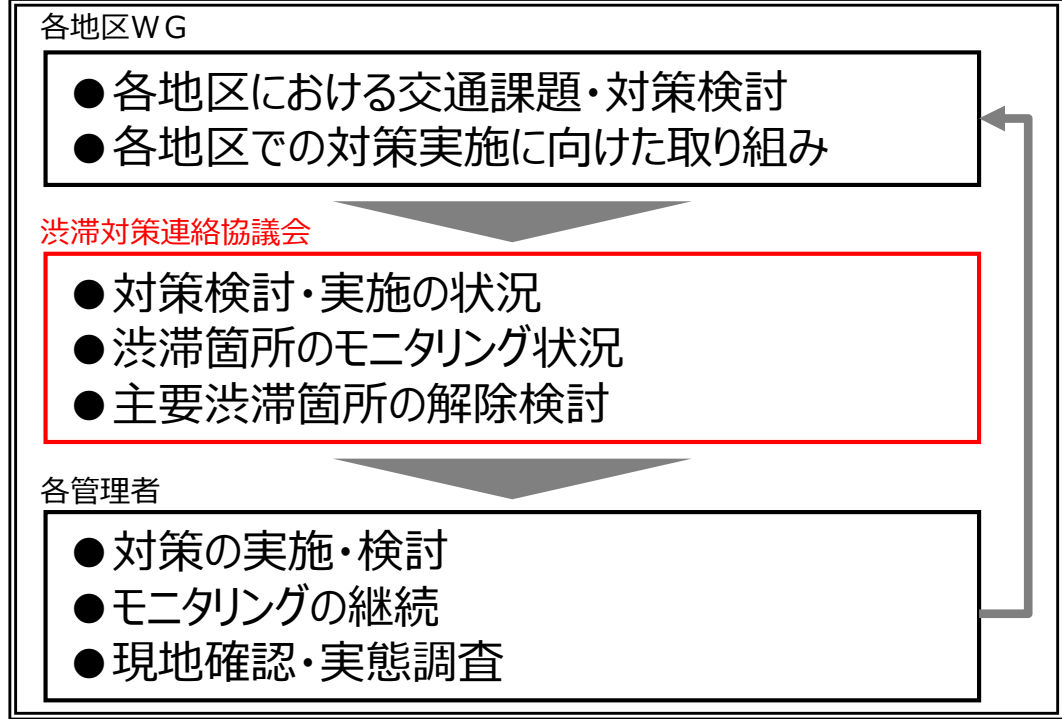 各地区ＷＧ
●各地区における交通課題・対策検討
●各地区での対策実施に向けた取り組み
渋滞対策連絡協議会
●対策検討・実施の状況
●渋滞箇所のモニタリング状況
●主要渋滞箇所の解除検討
各管理者
●対策の実施・検討
●モニタリングの継続
●現地確認・実態調査